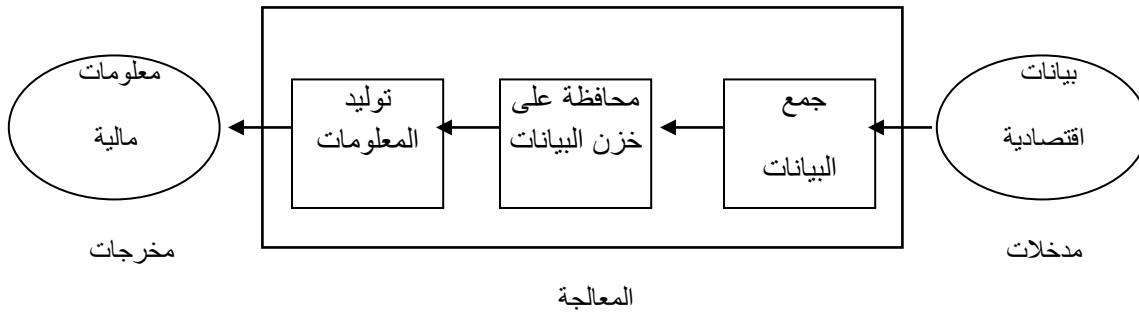 بيانات
اقتصادية
جمع
البيانات
محافظة على
خزن البيانات
توليد
المعلومات
معلومات
مالية
مدخلات
مخرجات
المعالجة